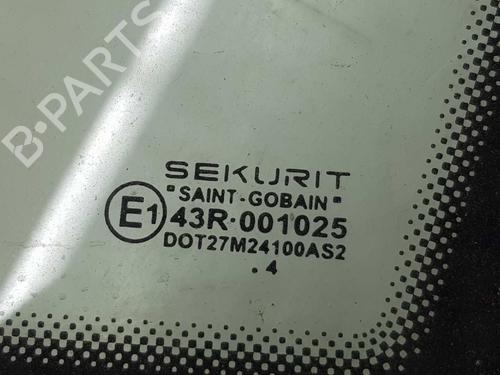 B-PARTS
SEKURIT
"SAINT-GOBAIN"
E1 43R-001025
DOT27M24100AS2
.4